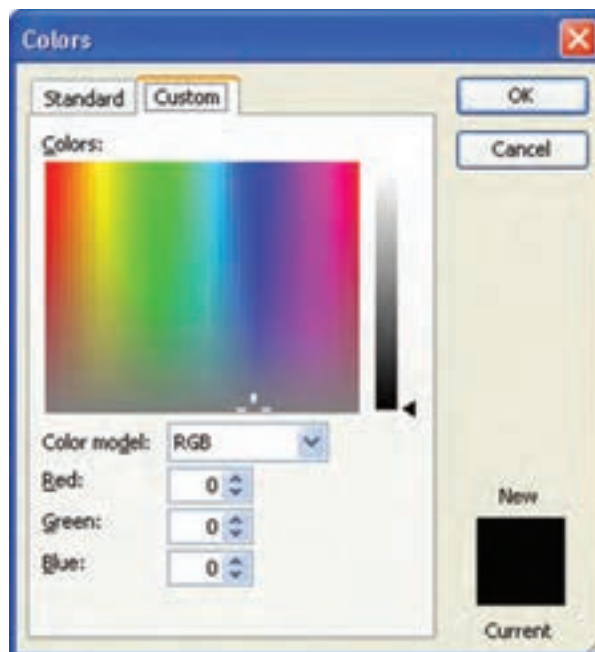 Colors
Standard Custom
OK
Colors:
Cancel
Color model: RGB
Red: 0
Green: 0
Blue: 0
New
Current